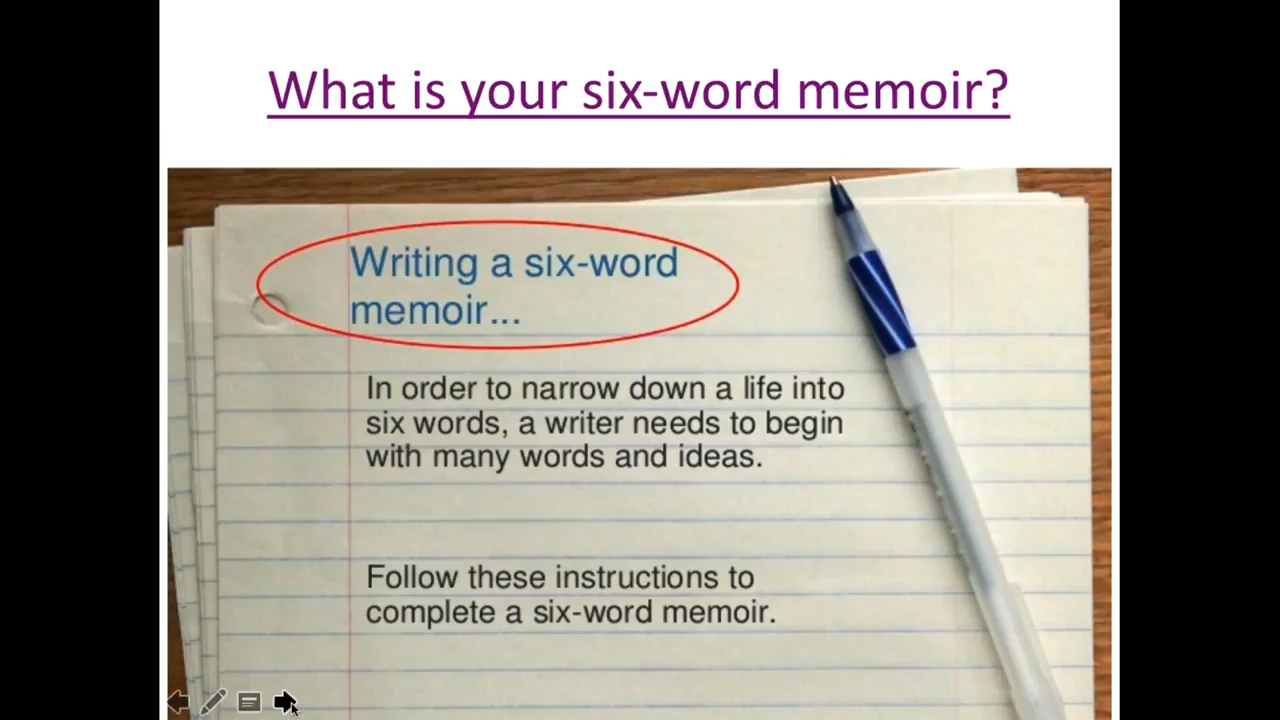 What is your six-word memoir?
Writing a six-word
memoir...
In order to narrow down a life into
six words, a writer needs to begin
with many words and ideas.
Follow these instructions to
complete a six-word memoir.